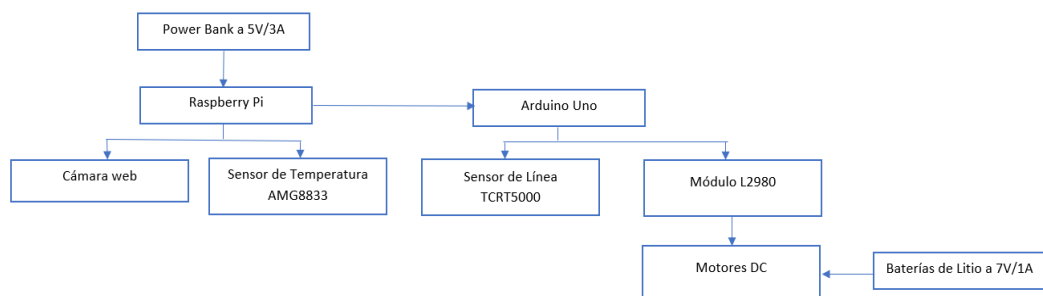 Power Bank a 5V/3A
Raspberry Pi
Arduino Uno
Cámara web
Sensor de Temperatura
AMG8833
Sensor de Línea
TCRT5000
Módulo L2980
Motores DC
Baterías de Litio a 7V/1A